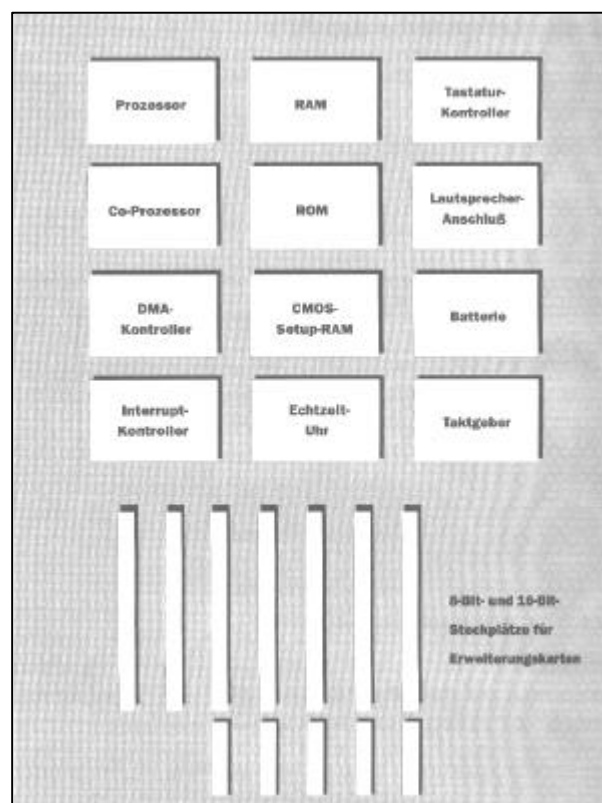 Prozessor
RAM
Tastatur-
Kontroller
Co-Prozessor
ROM
Lautsprecher-
Anschluß
DMA-
Kontroller
CMOS-
Setup-RAM
Batterie
Interrupt-
Kontroller
Echtzeit-
Uhr
Taktgeber
8-Bit- und 16-Bit-
Steckplätze für
Erweiterungskarten